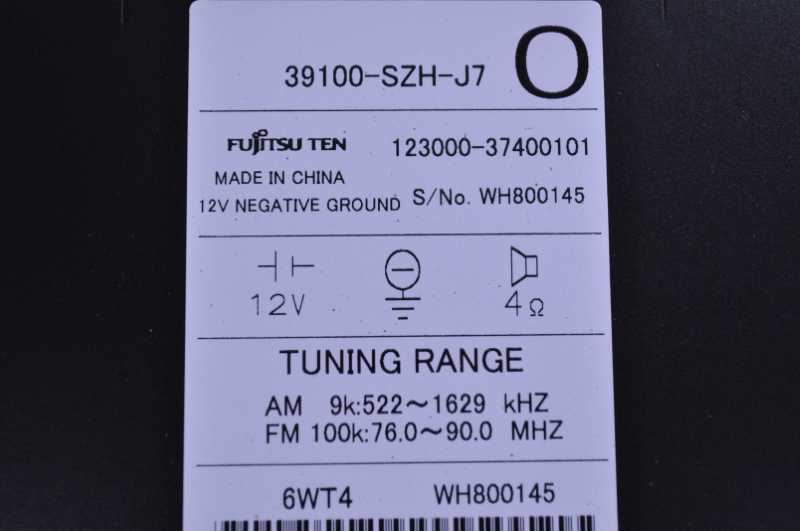 39100-SZH-J7 O
FUJITSU TEN 123000-37400101
MADE IN CHINA
12V NEGATIVE GROUND S/No. WH800145
12V 4Ω
TUNING RANGE
AM 9k:522～1629 kHZ
FM 100k:76.0～90.0 MHZ
6WT4 WH800145